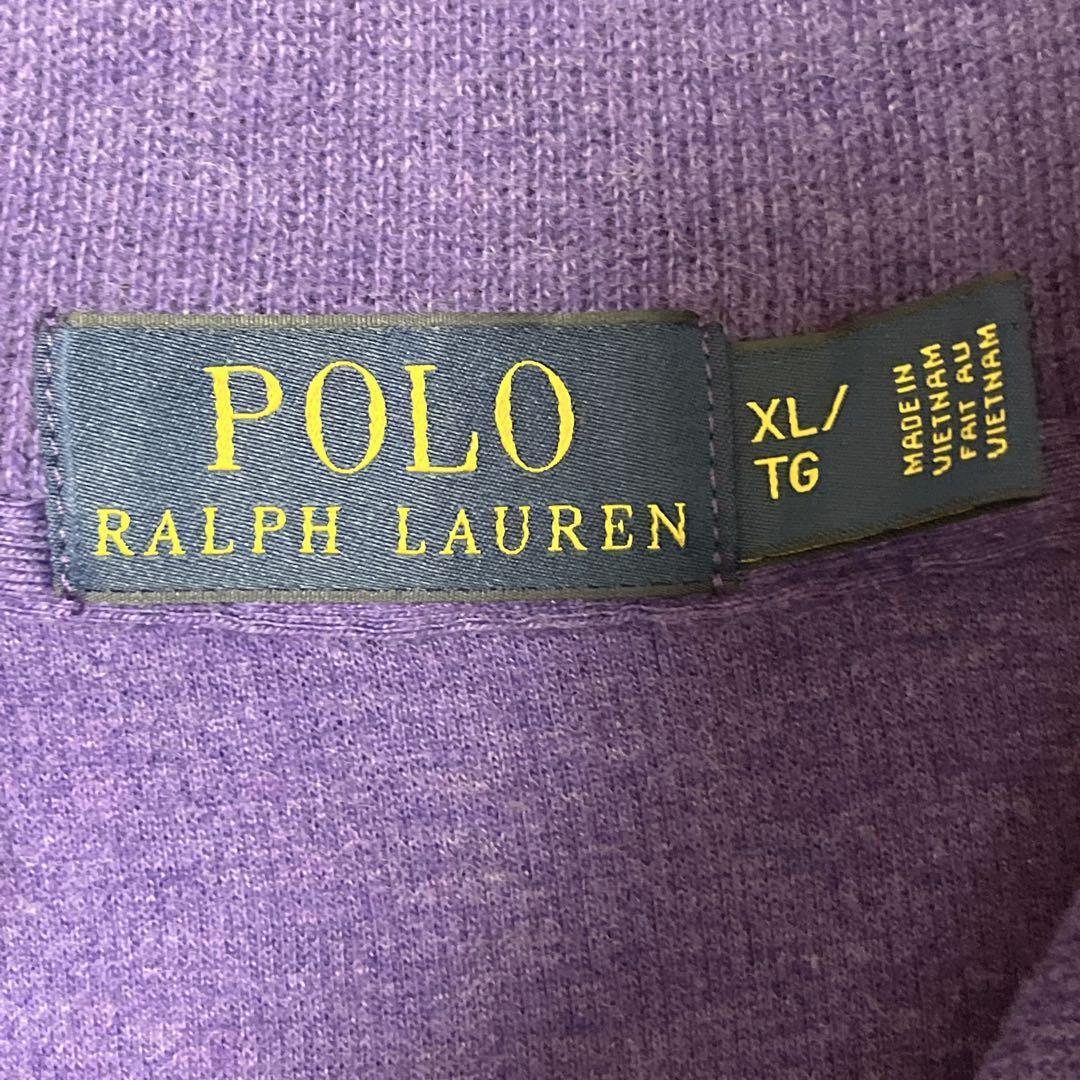 POLO
RALPH LAUREN
XL/
TG
MADE IN
VIETNAM
FAIT AU
VIETNAM